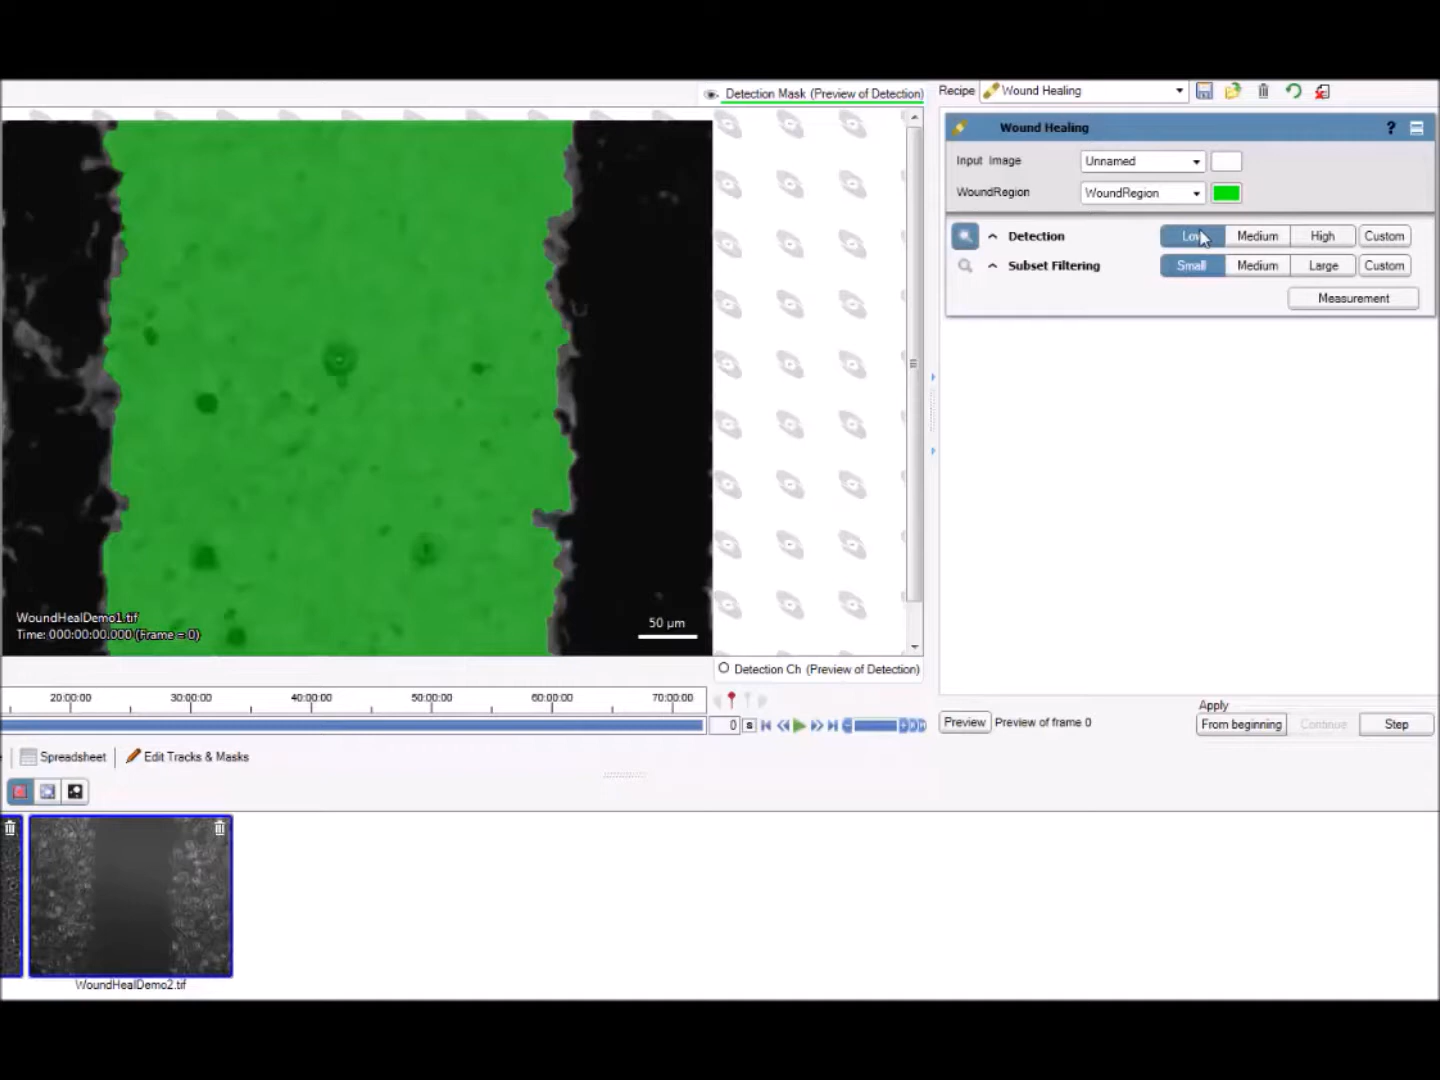 Detection Mask (Preview of Detection)
Recipe Wound Healing
Wound Healing ?
Input Image Unnamed
WoundRegion WoundRegion
Detection Low Medium High Custom
Subset Filtering Small Medium Large Custom
Measurement
WoundHealDemo1.tif
Time: 000:00:00.000 (Frame = 0)
50 µm
Detection Ch (Preview of Detection)
20:00:00 30:00:00 40:00:00 50:00:00 60:00:00 70:00:00
0 s
Preview Preview of frame 0
Apply
From beginning Continue Step
Spreadsheet Edit Tracks & Masks
WoundHealDemo2.tif